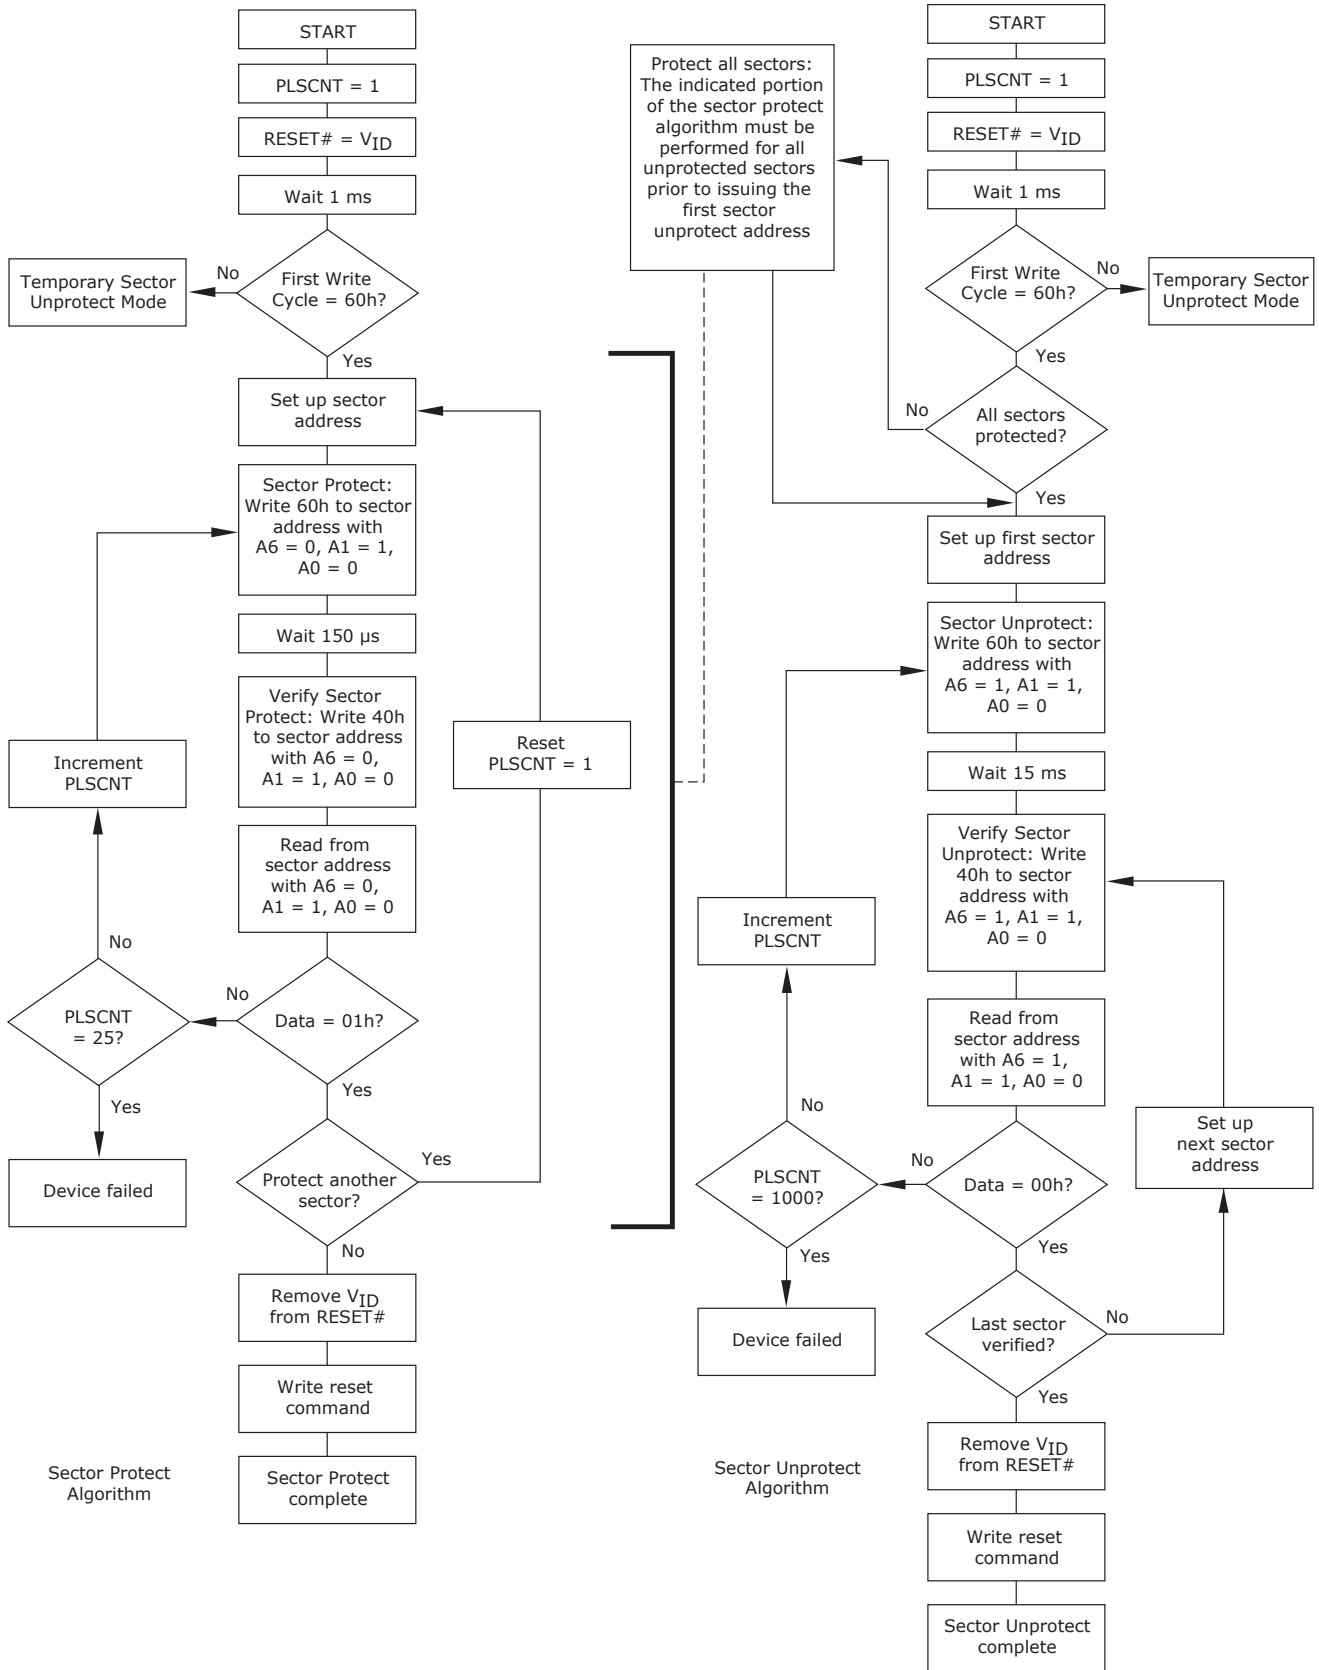 START
PLSCNT = 1
RESET# = VID
Wait 1 ms
First Write
Cycle = 60h?
No
Temporary Sector
Unprotect Mode
Yes
Set up sector
address
Sector Protect:
Write 60h to sector
address with
A6 = 0, A1 = 1,
A0 = 0
Wait 150 µs
Verify Sector
Protect: Write 40h
to sector address
with A6 = 0,
A1 = 1, A0 = 0
Reset
PLSCNT = 1
Increment
PLSCNT
Read from
sector address
with A6 = 0,
A1 = 1, A0 = 0
No
No
PLSCNT
= 25?
Data = 01h?
Yes
Yes
Device failed
Protect another
sector?
Yes
No
Remove VID
from RESET#
Write reset
command
Sector Protect
complete
Sector Protect
Algorithm
Protect all sectors:
The indicated portion
of the sector protect
algorithm must be
performed for all
unprotected sectors
prior to issuing the
first sector
unprotect address
START
PLSCNT = 1
RESET# = VID
Wait 1 ms
First Write
Cycle = 60h?
No
Temporary Sector
Unprotect Mode
Yes
No
All sectors
protected?
Yes
Set up first sector
address
Sector Unprotect:
Write 60h to sector
address with
A6 = 1, A1 = 1,
A0 = 0
Wait 15 ms
Verify Sector
Unprotect: Write
40h to sector
address with
A6 = 1, A1 = 1,
A0 = 0
Increment
PLSCNT
Read from
sector address
with A6 = 1,
A1 = 1, A0 = 0
No
Set up
next sector
address
No
PLSCNT
= 1000?
Data = 00h?
Yes
Yes
Device failed
Last sector
verified?
No
Yes
Remove VID
from RESET#
Write reset
command
Sector Unprotect
complete
Sector Unprotect
Algorithm